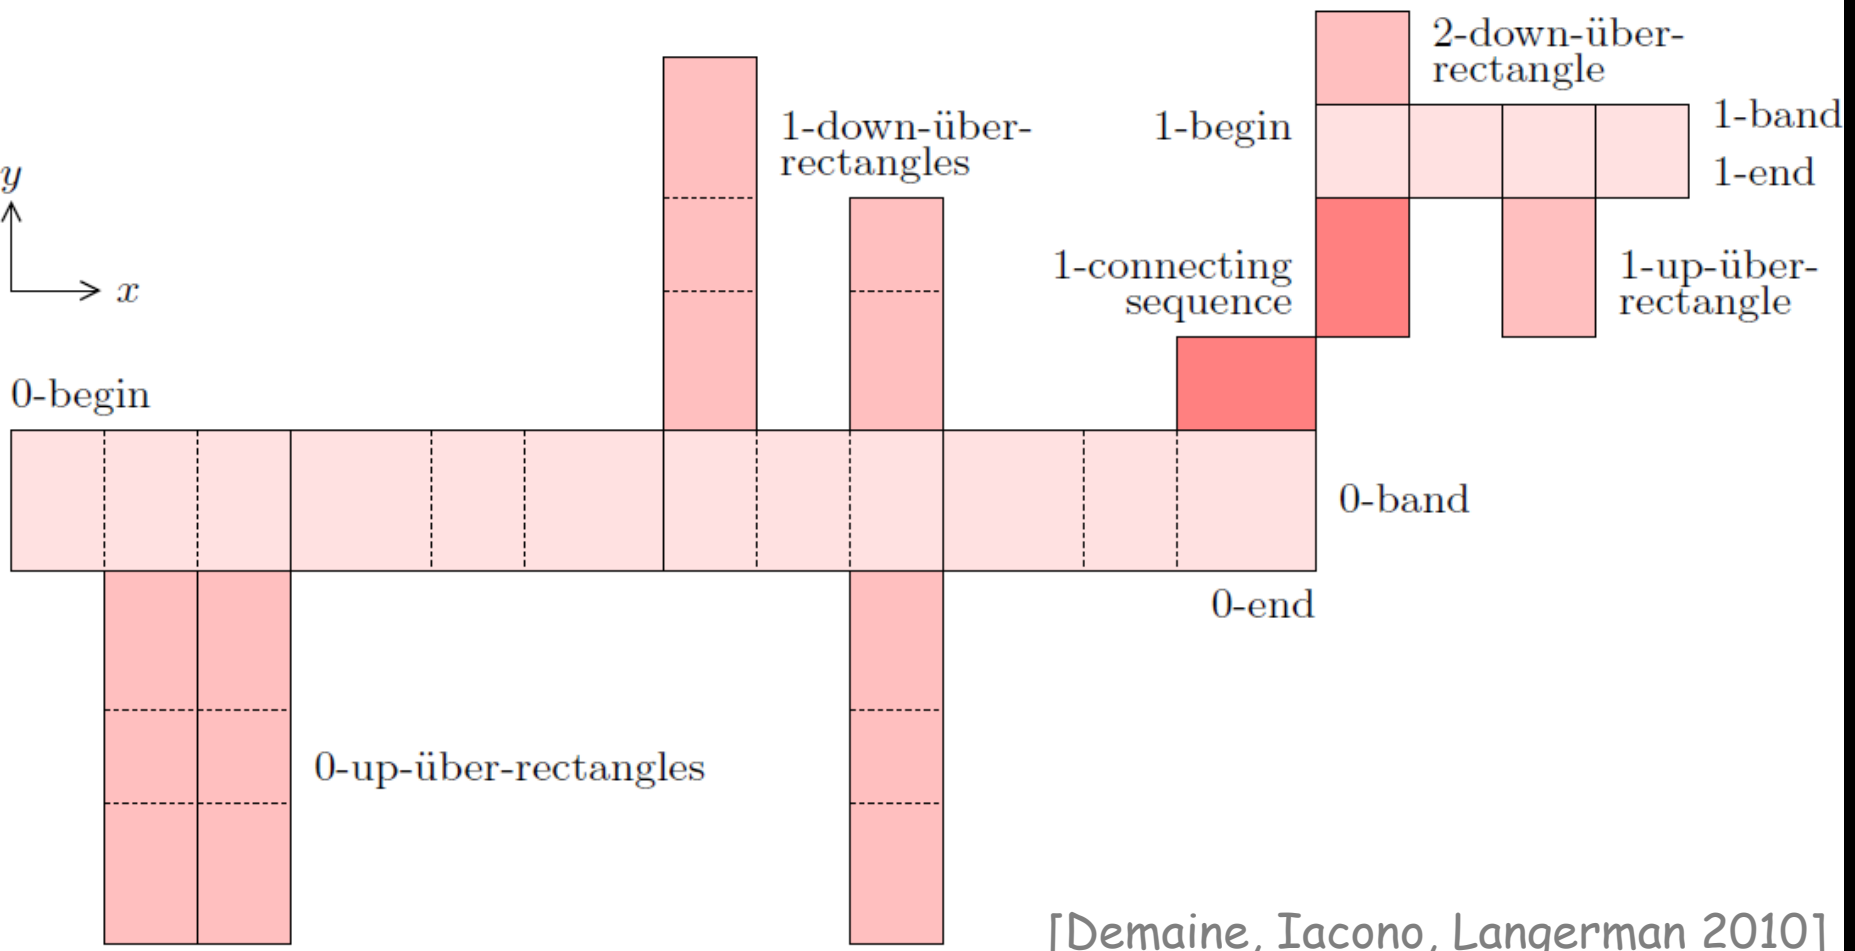 2-down-über-
rectangle
1-down-über-
rectangles
1-begin
1-band
1-end
y
x
1-connecting
sequence
1-up-über-
rectangle
0-begin
0-band
0-end
0-up-über-rectangles
[Demaine, Iacono, Langerman 2010]